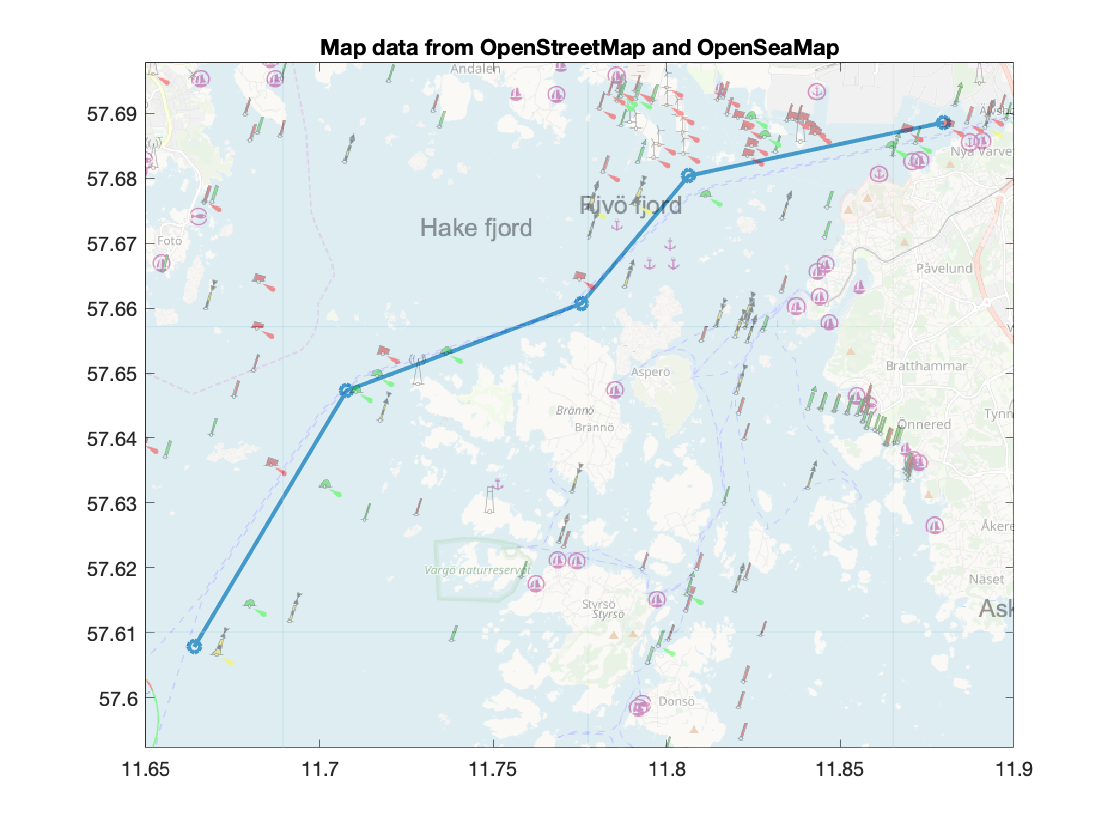 Map data from OpenStreetMap and OpenSeaMap
57.69
57.68
57.67
57.66
57.65
57.64
57.63
57.62
57.61
57.6
11.65
11.7
11.75
11.8
11.85
11.9
Andalen
Nya Varvet
Rivö fjord
Hake fjord
Fotö
Påvelund
Bratthammar
Asperö
Brännö
Brännö
Tynn
Önnered
Åkere
Vargö naturreservat
Naset
Styrsö
Styrsö
Ask
Donsö